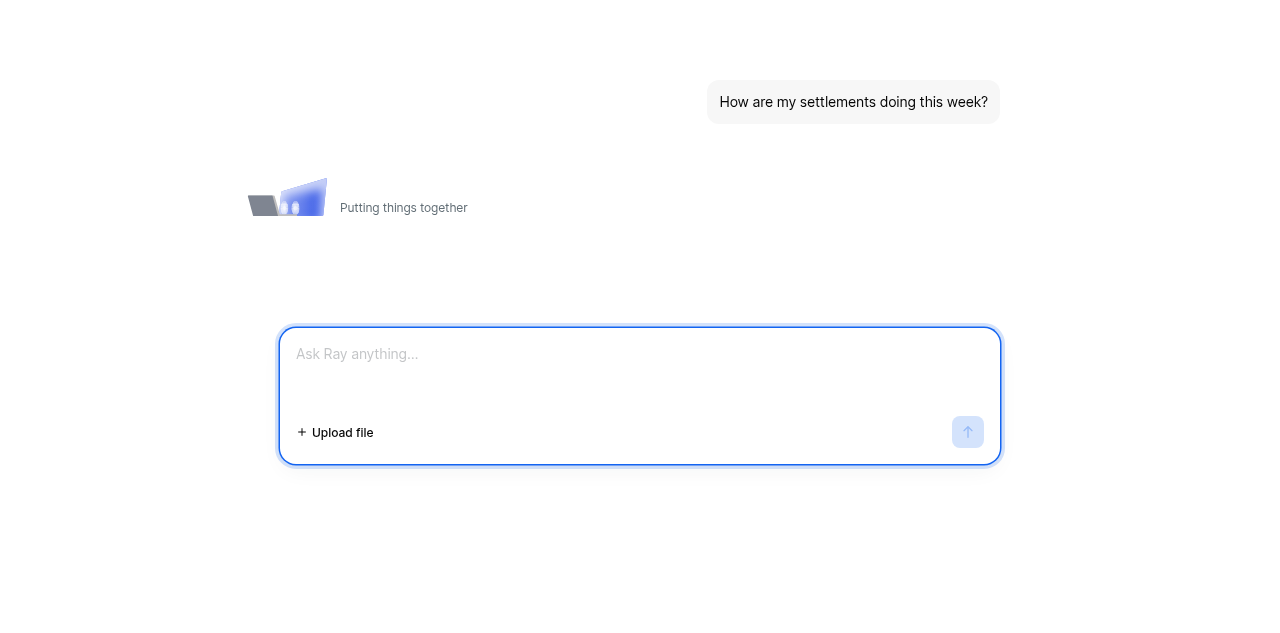 How are my settlements doing this week?
Putting things together
Ask Ray anything...
+ Upload file